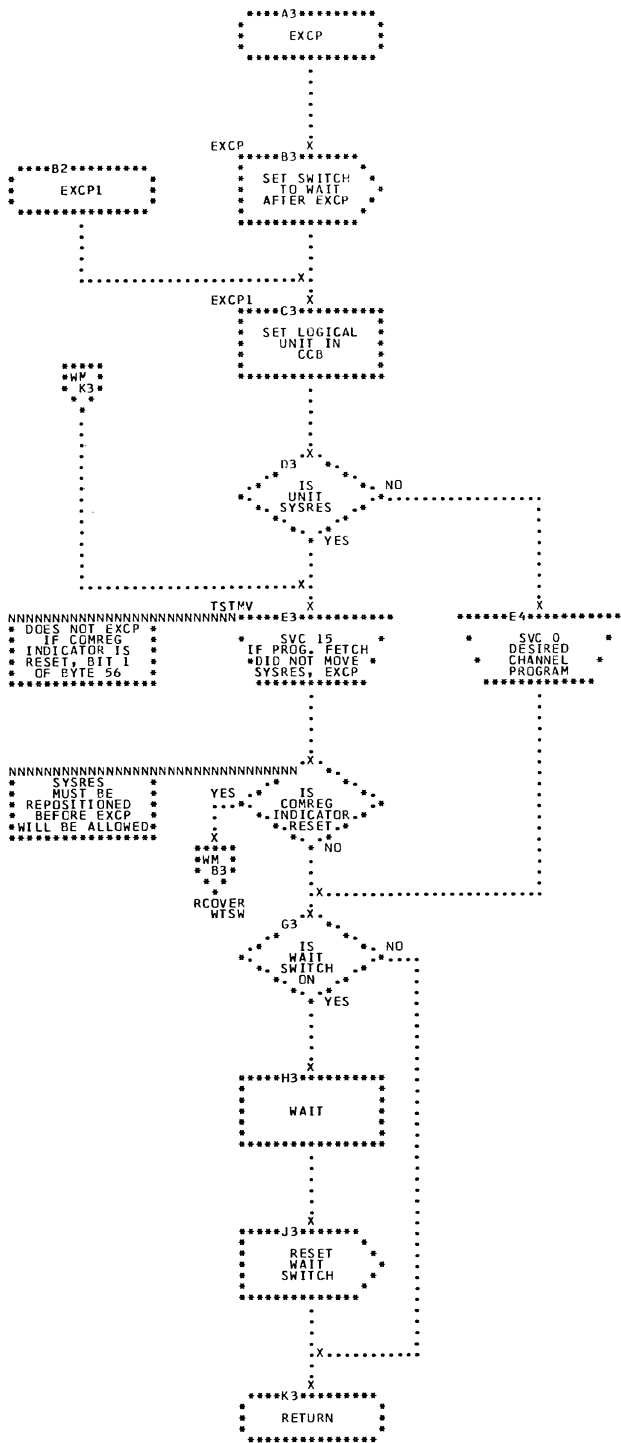 A3
EXCP
EXCP
B2
B3
EXCP1
SET SWITCH
TO WAIT
AFTER EXCP
EXCP1
C3
SET LOGICAL
UNIT IN
CCB
WM
K3
D3
IS
UNIT
SYSRES
NO
YES
TSTMV
E3
E4
DOES NOT EXCP
IF COMREG
INDICATOR IS
RESET, BIT 1
OF BYTE 56
SVC 15
IF PROG. FETCH
DID NOT MOVE
SYSRES, EXCP
SVC 0
DESIRED
CHANNEL
PROGRAM
SYSRES
MUST BE
REPOSITIONED
BEFORE EXCP
WILL BE ALLOWED
YES
IS
COMREG
INDICATOR
RESET
NO
WM
B3
RCOVER
WTSW
G3
IS
WAIT
SWITCH
ON
NO
YES
H3
WAIT
J3
RESET
WAIT
SWITCH
K3
RETURN